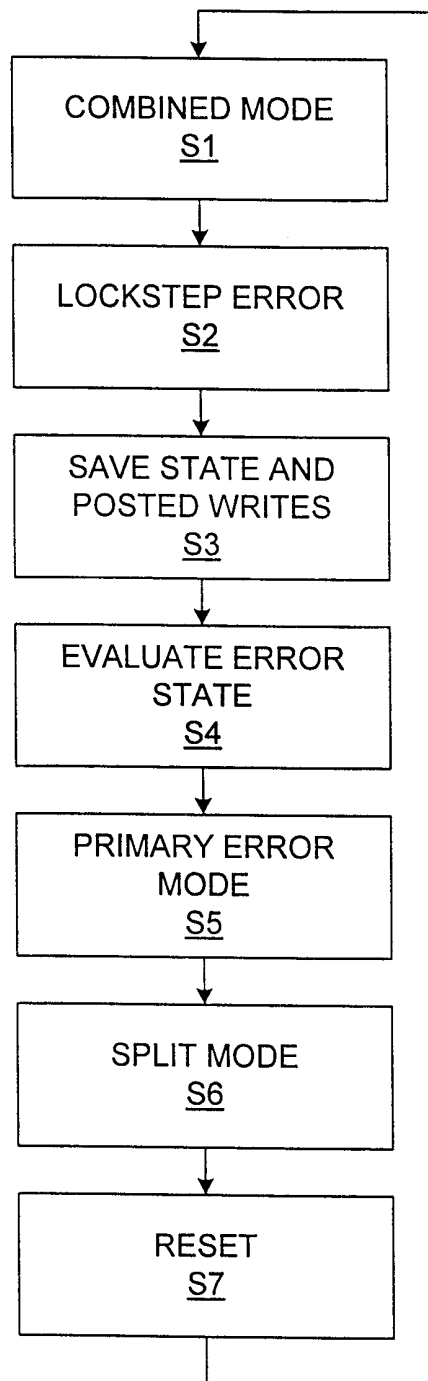 COMBINED MODE
S1
LOCKSTEP ERROR
S2
SAVE STATE AND
POSTED WRITES
S3
EVALUATE ERROR
STATE
S4
PRIMARY ERROR
MODE
S5
SPLIT MODE
S6
RESET
S7